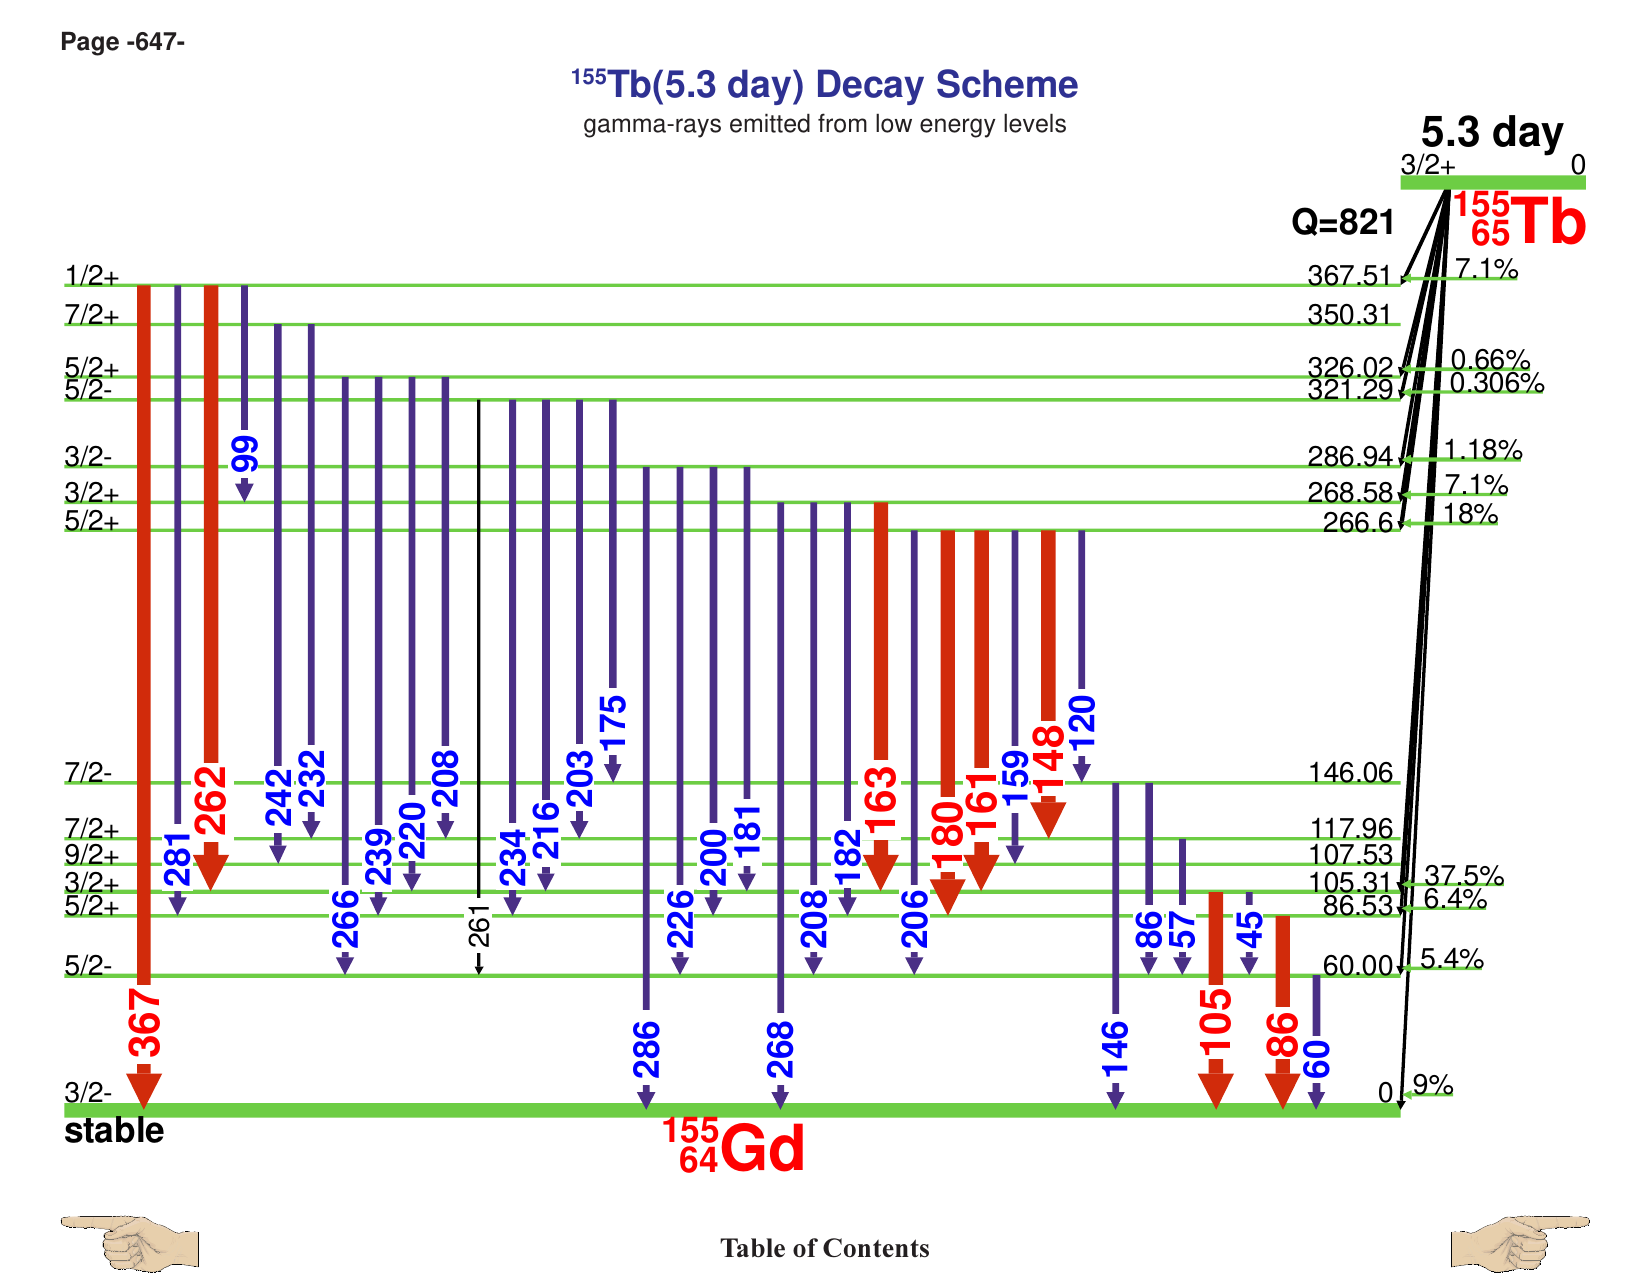 Page -647-
155Tb(5.3 day) Decay Scheme
gamma-rays emitted from low energy levels
5.3 day
3/2+ 0
155
65Tb
Q=821
1/2+ 367.51 7.1%
7/2+ 350.31
5/2+ 326.02 0.66%
5/2- 321.29 0.306%
3/2- 286.94 1.18%
3/2+ 268.58 7.1%
5/2+ 266.6 18%
7/2- 146.06
7/2+ 117.96
9/2+ 107.53
3/2+ 105.31 37.5%
5/2+ 86.53 6.4%
5/2- 60.00 5.4%
3/2- 0 9%
367
281
262
99
242
232
266
239
220
208
261
234
216
203
175
286
226
200
181
268
208
182
163
206
180
161
159
148
120
146
86
57
105
45
86
60
stable
155
64Gd
Table of Contents